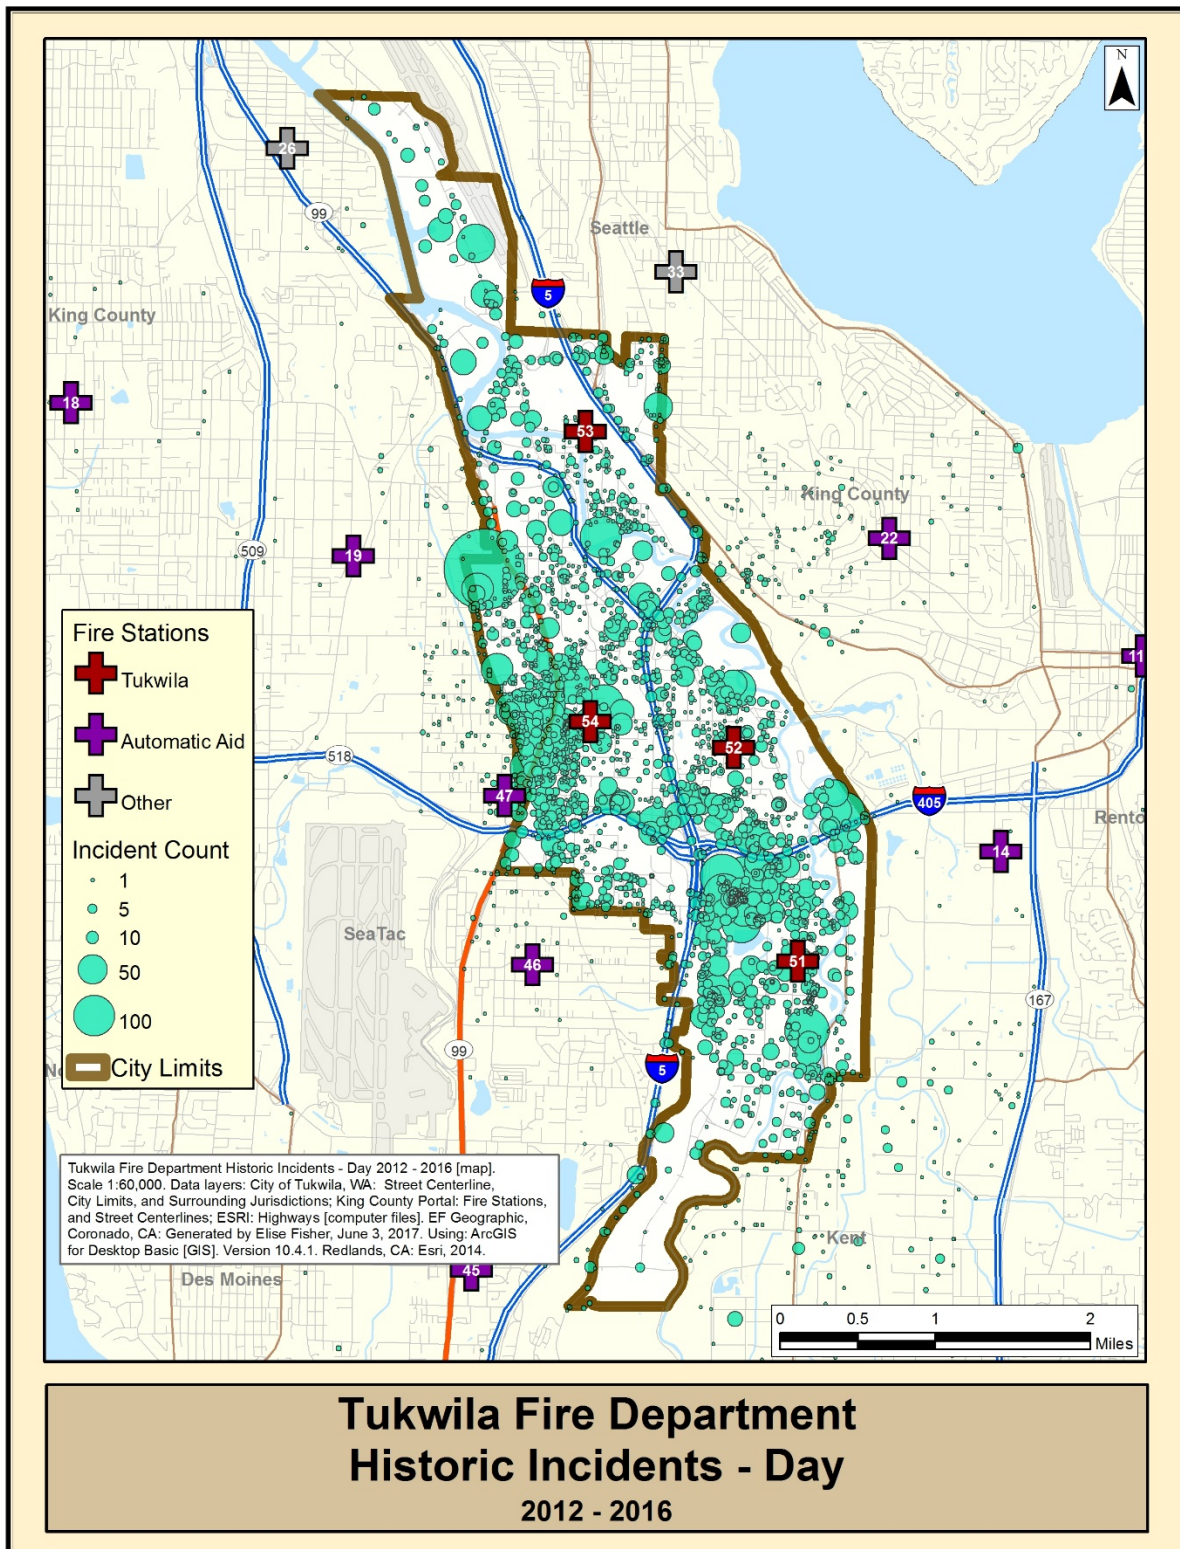 N
26
99
Seattle
33
5
King County
18
53
King County
22
509
19
Fire Stations
Tukwila
11
54
Automatic Aid
52
518
47
Other
405
Rento
14
Incident Count
1
5
10
SeaTac
50
46
51
100
167
99
City Limits
5
Tukwila Fire Department Historic Incidents - Day 2012 - 2016 [map].
Scale 1:60,000. Data layers: City of Tukwila, WA: Street Centerline,
City Limits, and Surrounding Jurisdictions; King County Portal: Fire Stations,
and Street Centerlines; ESRI: Highways [computer files]. EF Geographic,
Coronado, CA: Generated by Elise Fisher, June 3, 2017. Using: ArcGIS
for Desktop Basic [GIS]. Version 10.4.1. Redlands, CA: Esri, 2014.
Kent
45
Des Moines
0 0.5 1 2
Miles
Tukwila Fire Department
Historic Incidents - Day
2012 - 2016